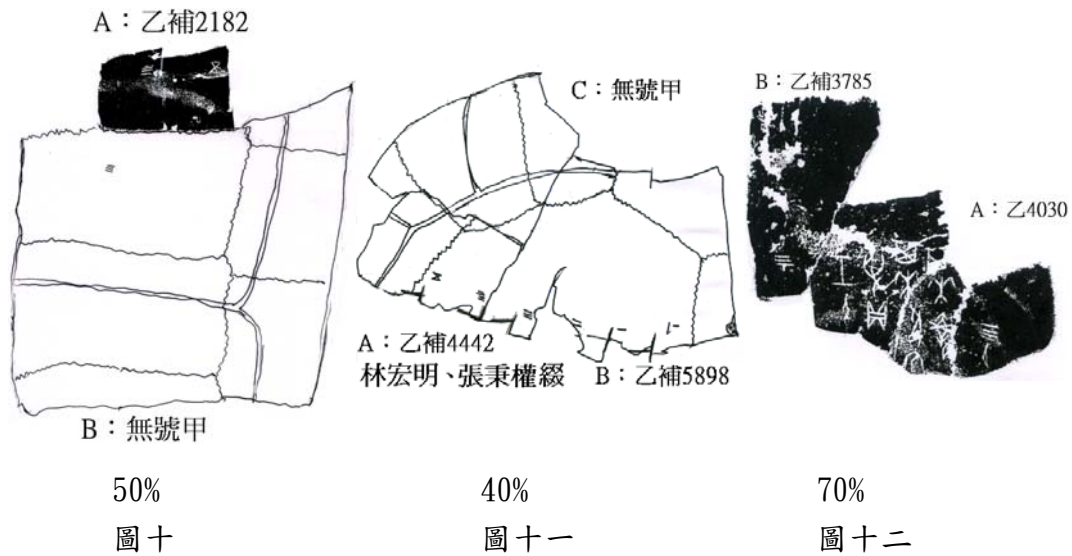 A：乙補2182
B：無號甲
50%
圖十
C：無號甲
A：乙補4442
林宏明、張秉權綴
B：乙補5898
40%
圖十一
B：乙補3785
A：乙4030
70%
圖十二